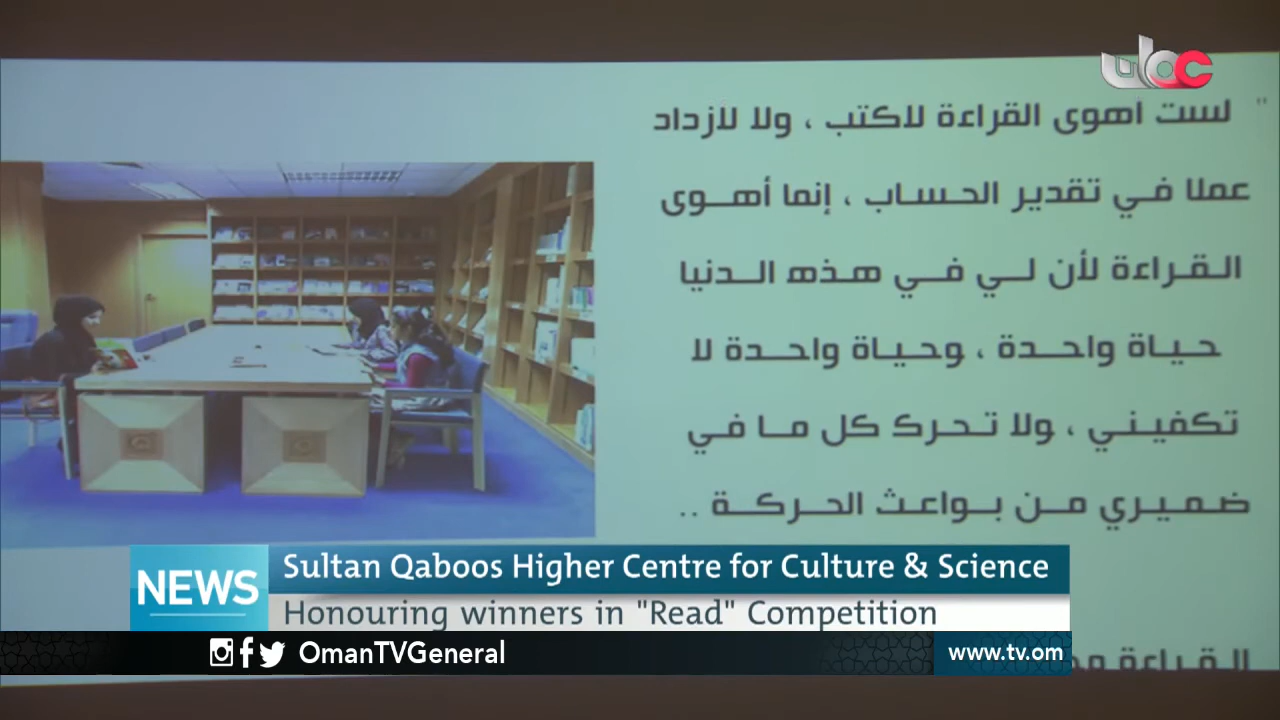 " لست اهوى القراءة لاكتب ، ولا لازداد
عملا في تقدير الحساب ، إنما أهوى
القراءة لأن لي في هذه الدنيا
حياة واحدة ، وحياة واحدة لا
تكفيني ، ولا تحرك كل ما في
ضميري من بواعث الحركة ..
القراءة
NEWS
Sultan Qaboos Higher Centre for Culture & Science
Honouring winners in "Read" Competition
OmanTVGeneral
www.tv.om